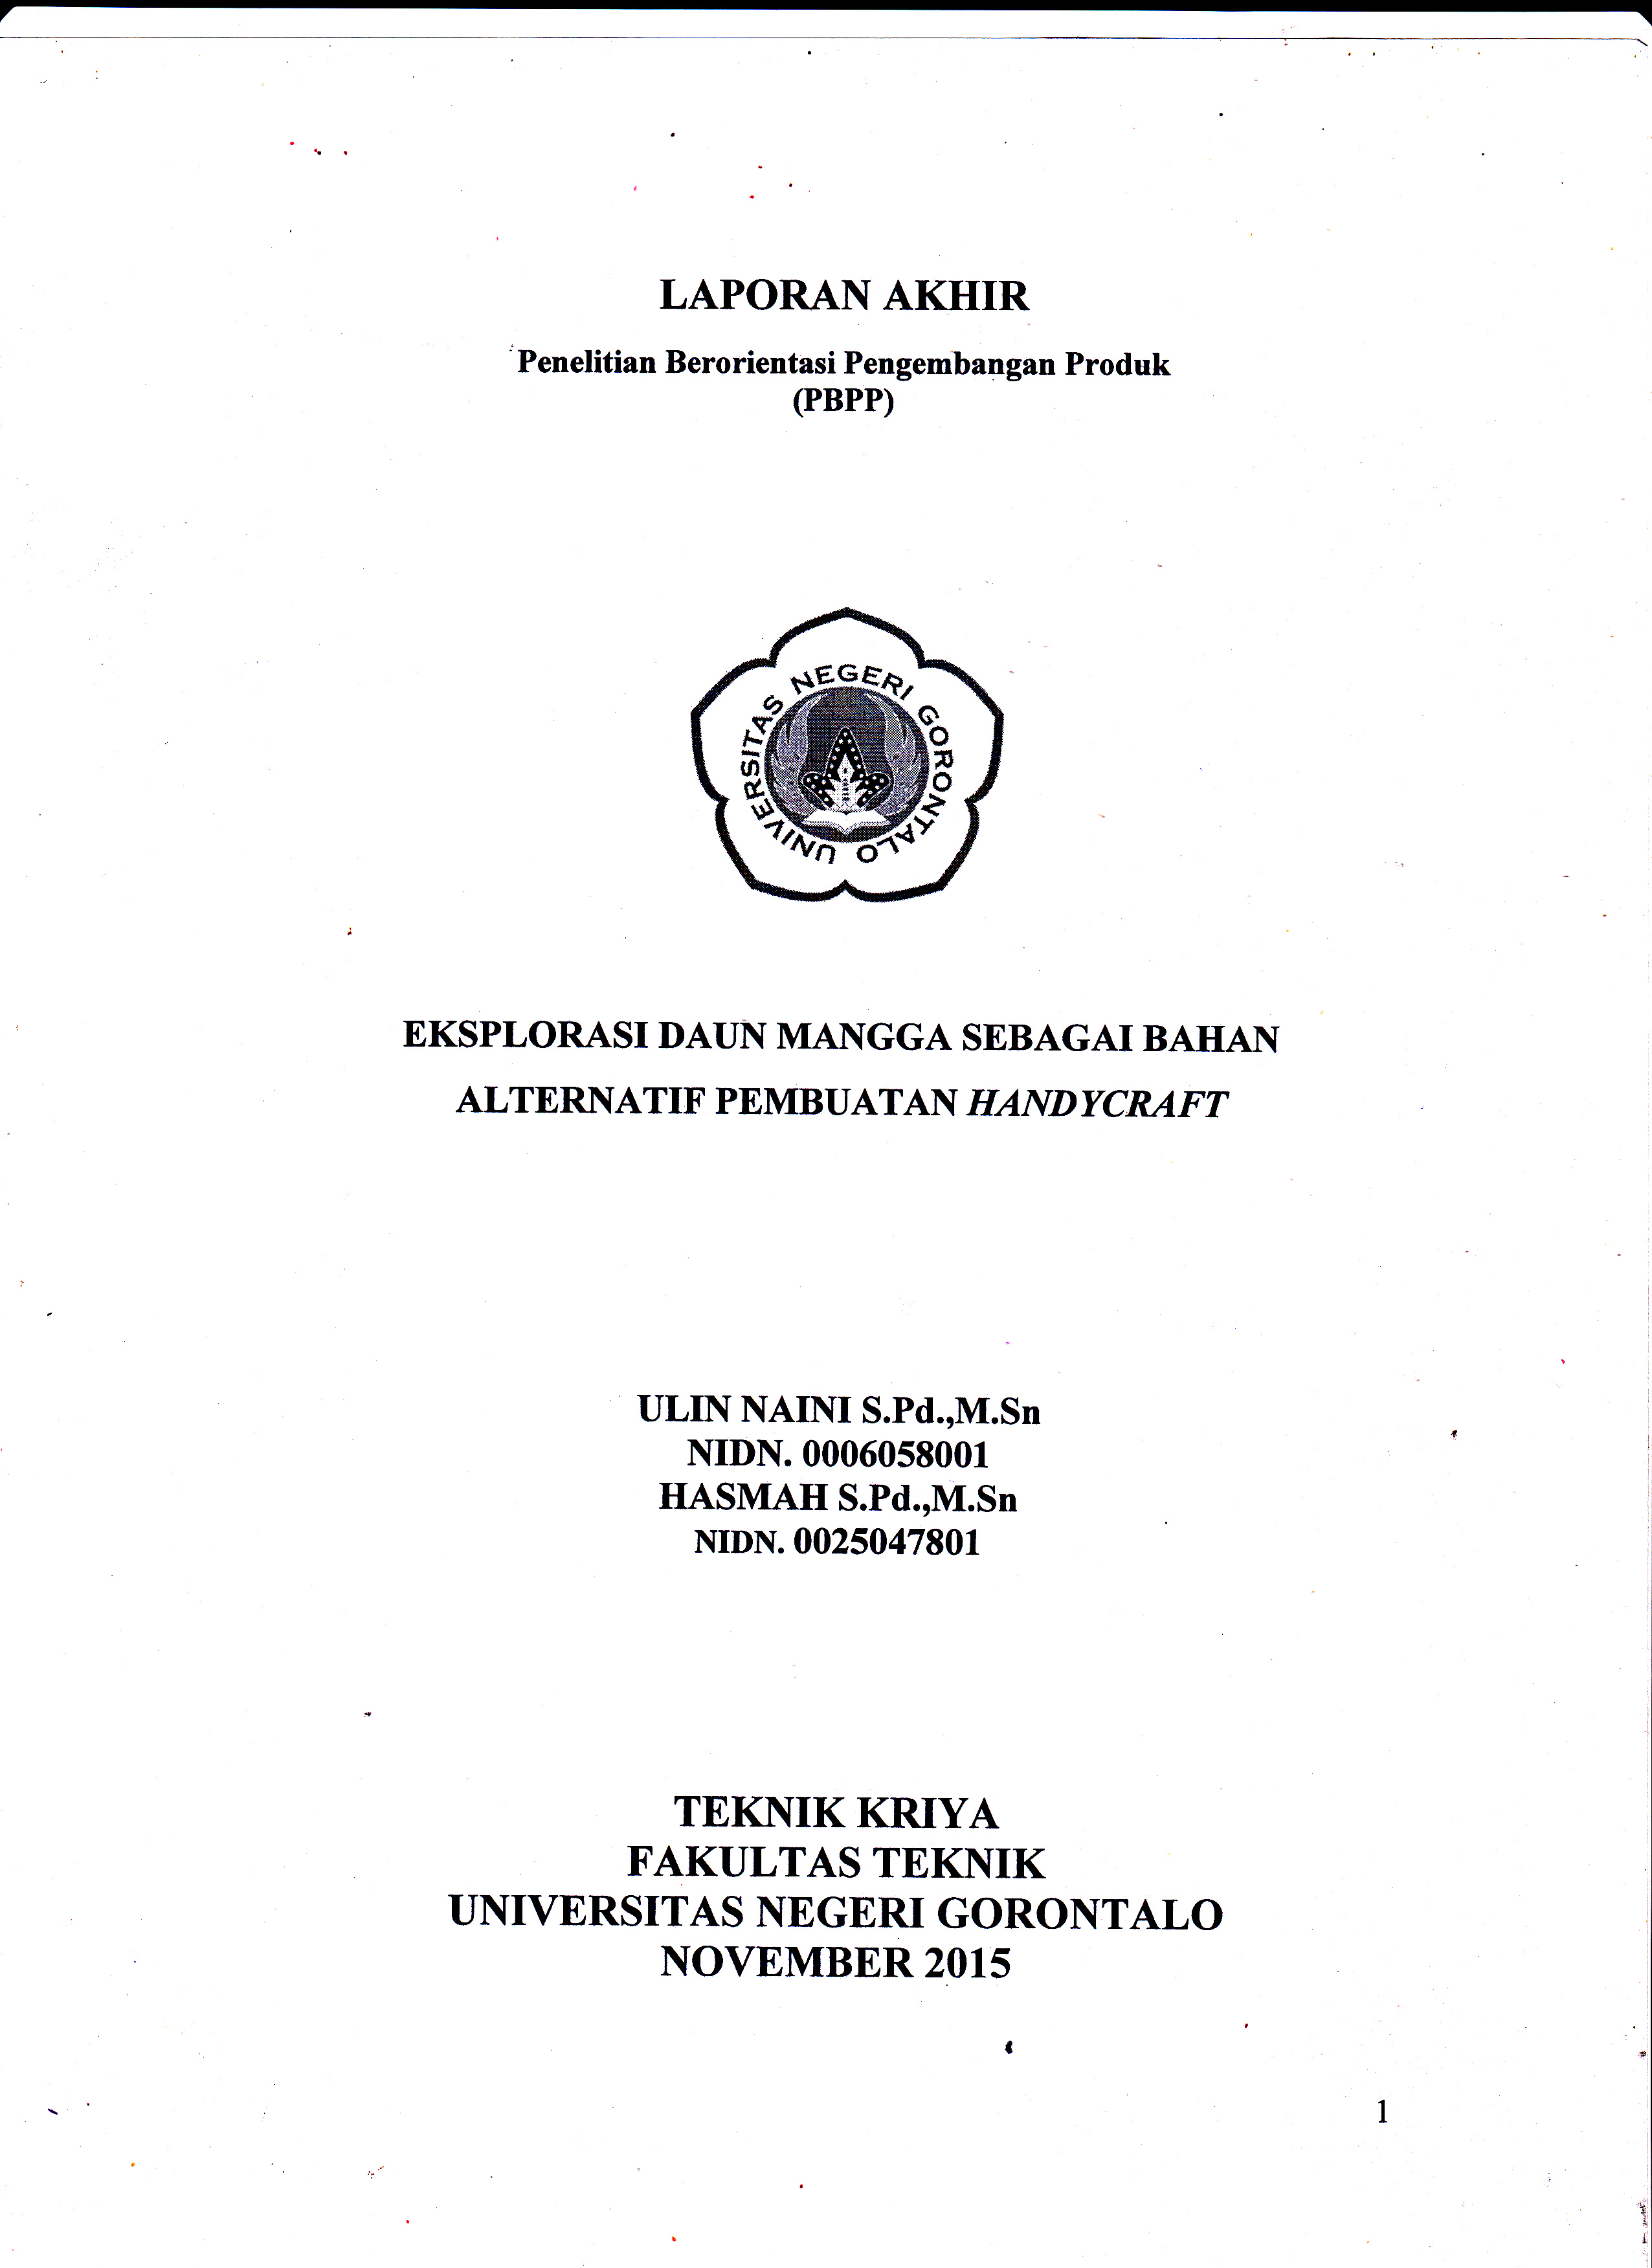 LAPORAN AKHIR
Penelitian Berorientasi Pengembangan Produk
(PBPP)
UNIVERSITAS NEGERI GORONTALO
EKSPLORASI DAUN MANGGA SEBAGAI BAHAN
ALTERNATIF PEMBUATAN HANDYCRAFT
ULIN NAINI S.Pd.,M.Sn
NIDN. 0006058001
HASMAH S.Pd.,M.Sn
NIDN. 0025047801
TEKNIK KRIYA
FAKULTAS TEKNIK
UNIVERSITAS NEGERI GORONTALO
NOVEMBER 2015
1